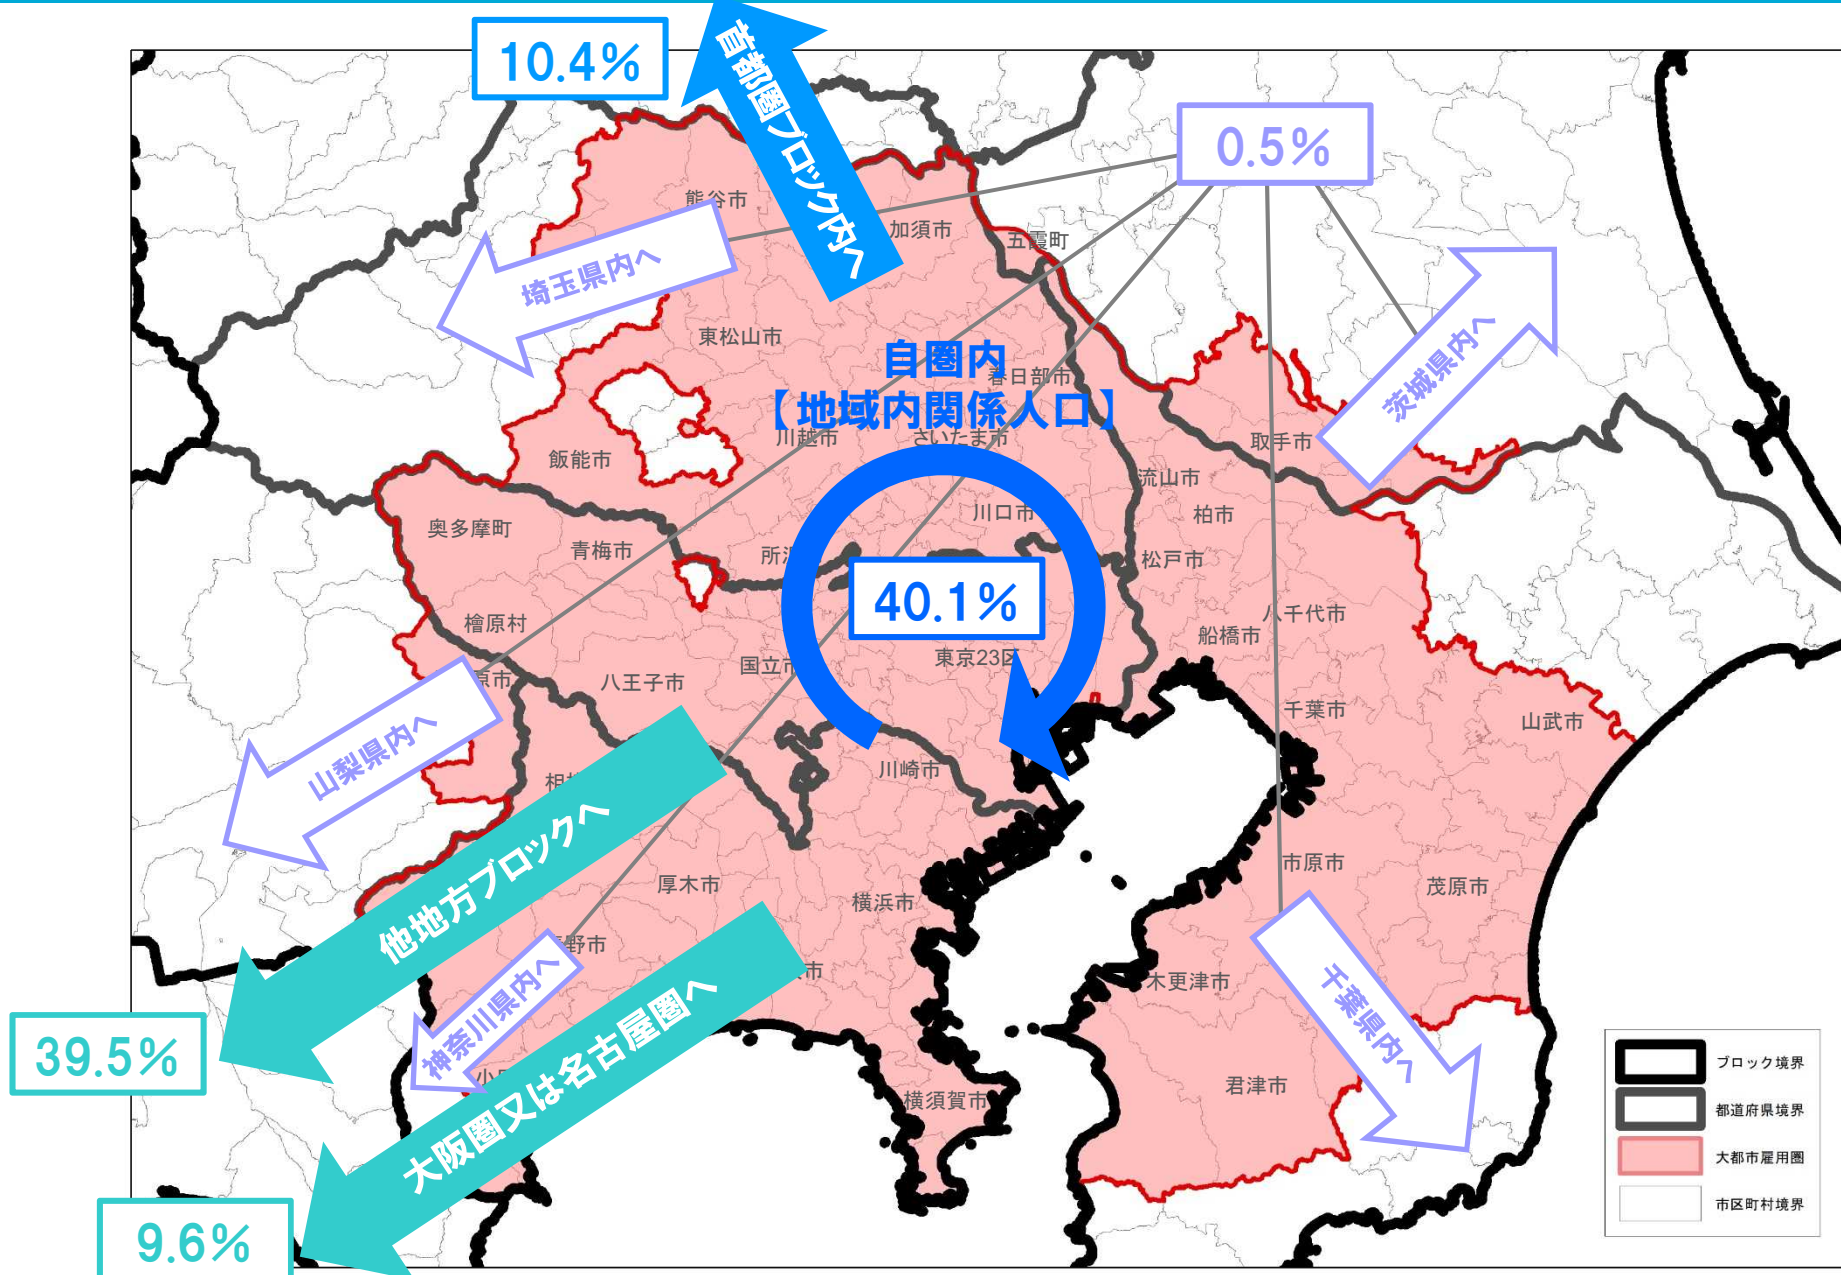 10.4%
首都圏ブロック内へ
0.5%
熊谷市
加須市
五霞町
埼玉県内へ
茨城県内へ
東松山市
自圏内
春日部市
【地域内関係人口】
川越市
さいたま市
取手市
飯能市
流山市
柏市
奥多摩町
青梅市
川口市
松戸市
40.1%
檜原村
八千代市
船橋市
国立市
東京23区
八王子市
千葉市
山武市
山梨県内へ
川崎市
他地方ブロックへ
厚木市
横浜市
市原市
茂原市
木更津市
神奈川県内へ
大阪圏又は名古屋圏へ
千葉県内へ
39.5%
横須賀市
君津市
9.6%
ブロック境界
都道府県境界
大都市雇用圏
市区町村境界